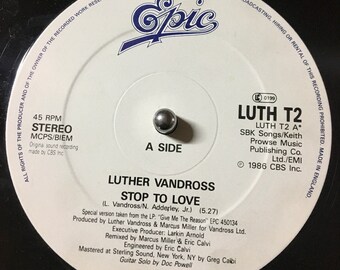 Epic
45 RPM
STEREO
MCPS/BIEM
Original sound recording
made by CBS Inc.
A SIDE
LUTH T2
LUTH T2 A
SBK Songs/Keith
Prowse Music
Publishing Co.
Ltd./EMI
℗ 1986 CBS Inc.
LUTHER VANDROSS
STOP TO LOVE
(L. Vandross/N. Adderley, Jr.) (5.27)
Special version taken from the LP. "Give Me The Reason" EPC 450134
Produced by Luther Vandross & Marcus Miller for Vandross Ltd.
Executive Producer: Larkin Arnold
Remixed by Marcus Miller & Eric Calvi
Engineered by Eric Calvi
Mastered at Sterling Sound, New York, NY by Greg Calbi
Guitar Solo by Doc Powell